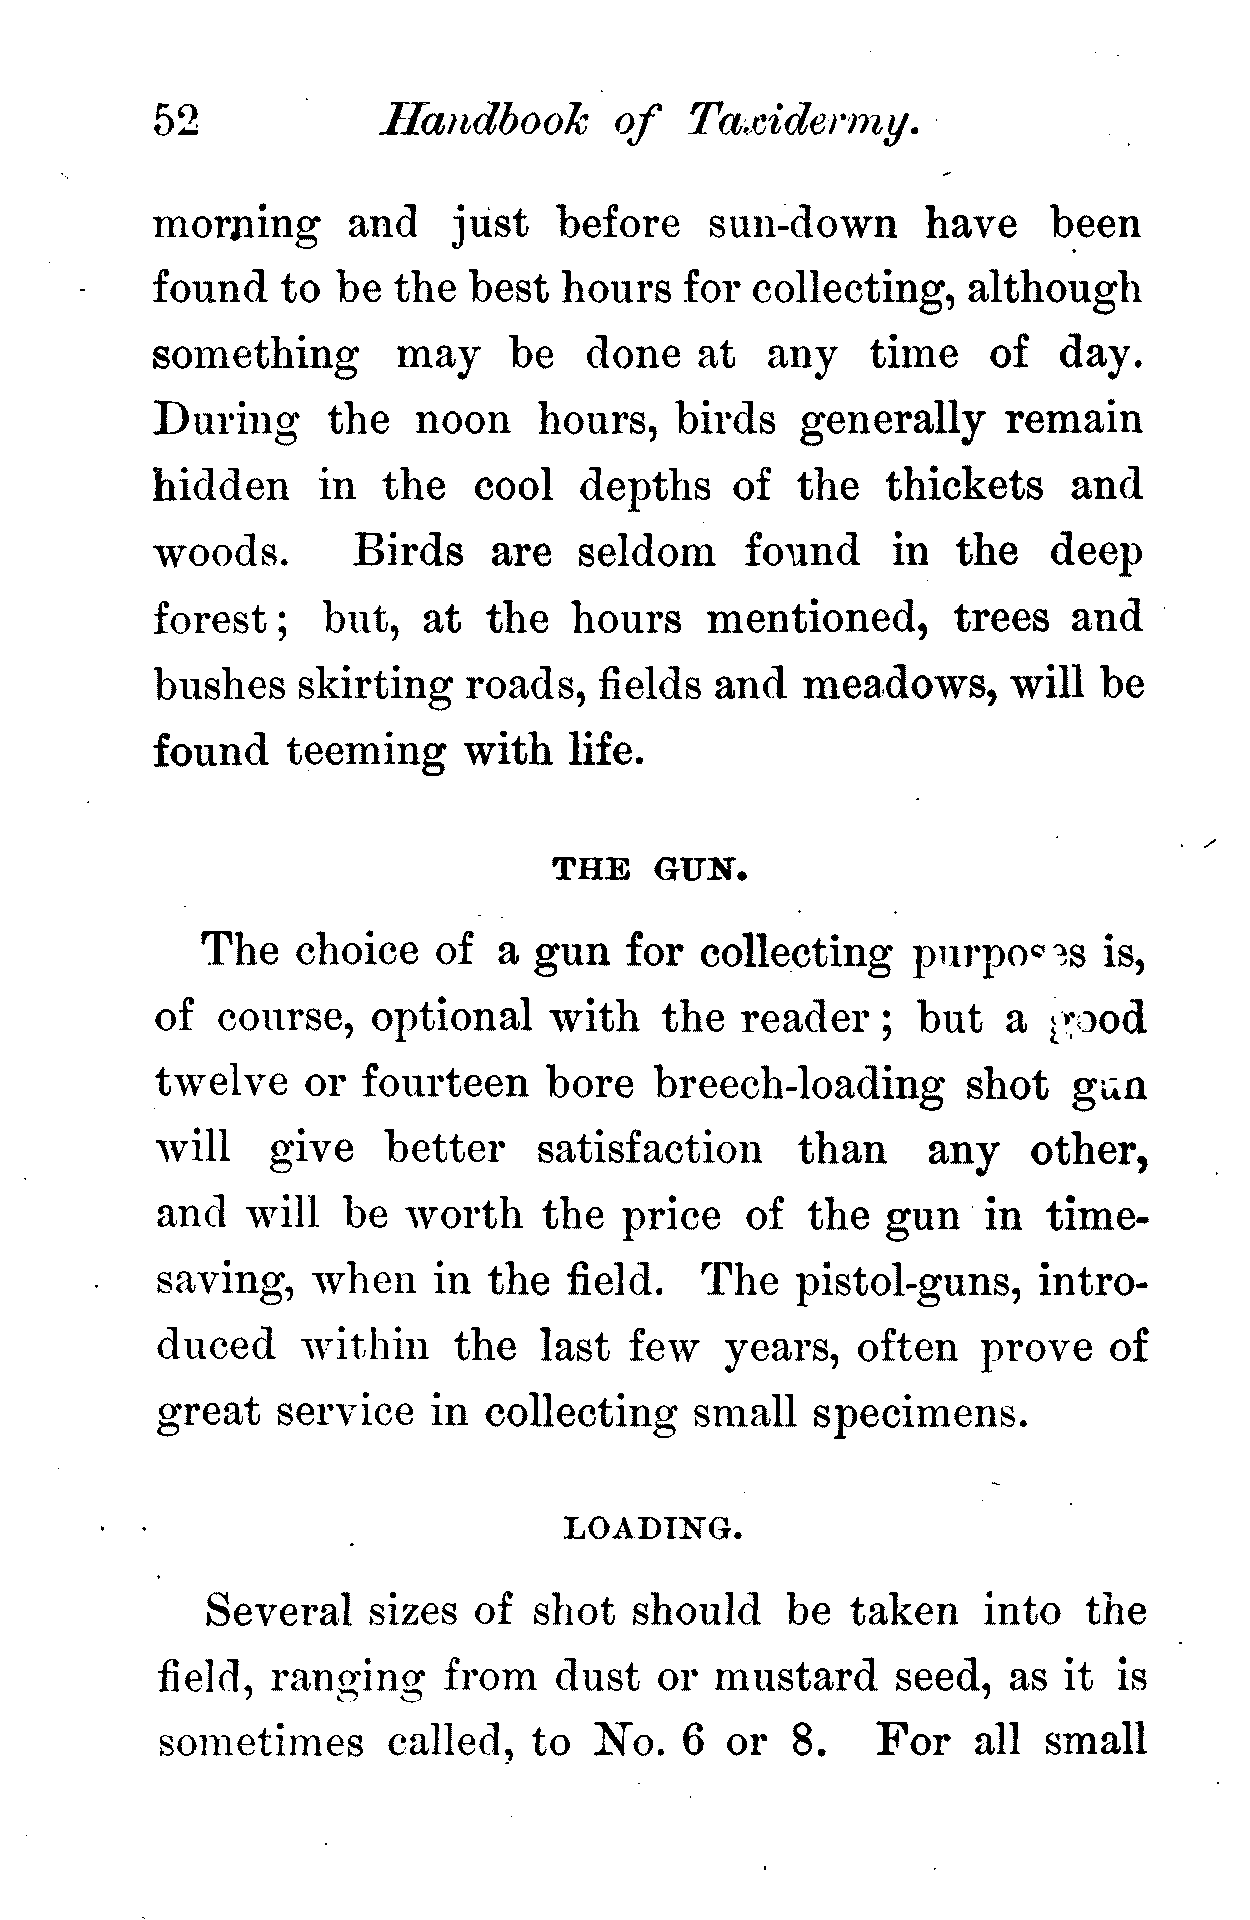 52 Handbook of Taxidermy.
morning and just before sun-down have been
found to be the best hours for collecting, although
something may be done at any time of day.
During the noon hours, birds generally remain
hidden in the cool depths of the thickets and
woods. Birds are seldom found in the deep
forest; but, at the hours mentioned, trees and
bushes skirting roads, fields and meadows, will be
found teeming with life.
THE GUN.
The choice of a gun for collecting purposes is,
of course, optional with the reader; but a good
twelve or fourteen bore breech-loading shot gun
will give better satisfaction than any other,
and will be worth the price of the gun in time-
saving, when in the field. The pistol-guns, intro-
duced within the last few years, often prove of
great service in collecting small specimens.
LOADING.
Several sizes of shot should be taken into the
field, ranging from dust or mustard seed, as it is
sometimes called, to No. 6 or 8. For all small